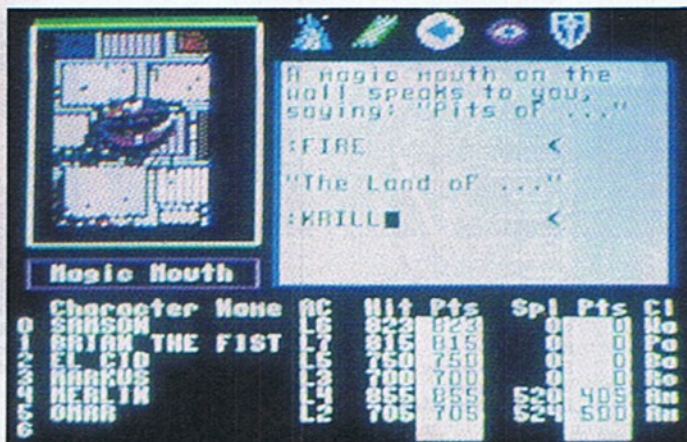 A magic mouth on the
wall speaks to you,
saying: "Pits of ..."
:FIRE <
"The Land of ..."
:KRILL <
Magic Mouth
Character Name AC Hit Pts Spl Pts Cl
0 SAMSON L6 823 823 0 0 Wa
1 BRIAN THE FIST L7 815 815 0 0 Pa
2 EL CID L5 750 750 0 0 Ba
3 MARKUS L3 700 700 0 0 Ro
4 MERLIN L4 855 855 520 405
5 OMAR L2 705 705 524 500
6